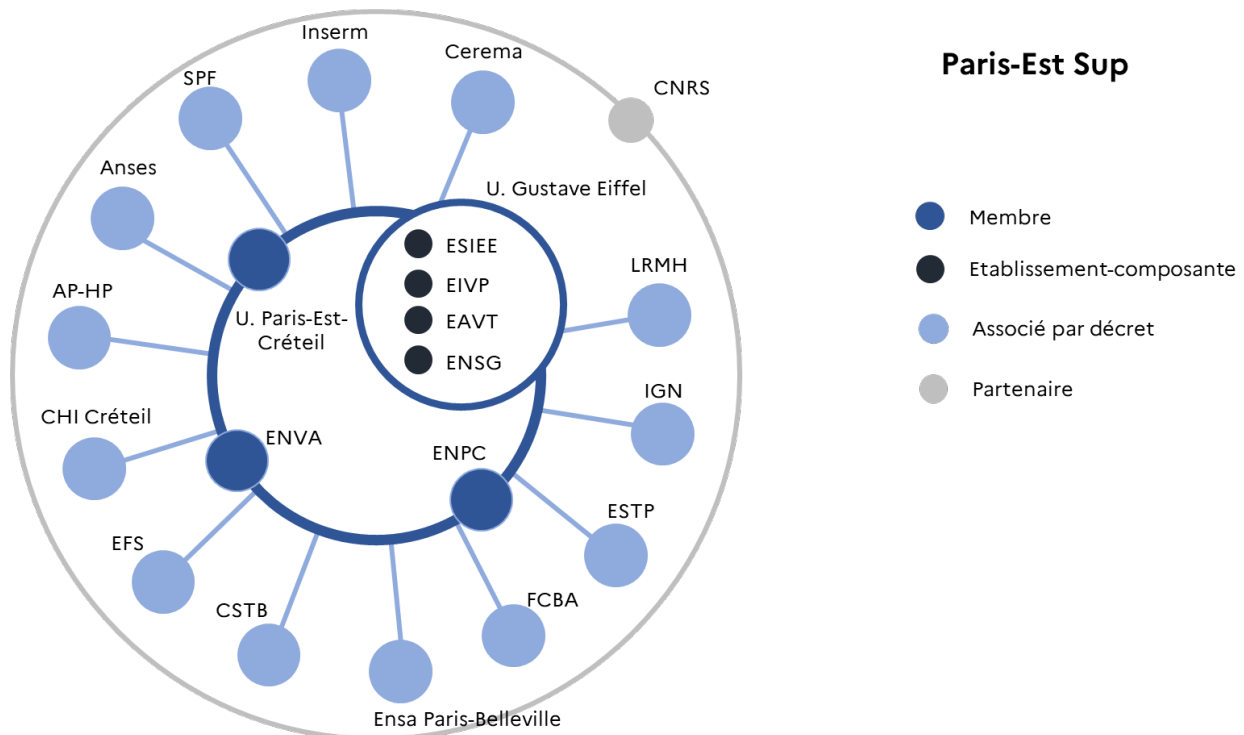 Paris-Est Sup
Inserm
Cerema
SPF
CNRS
Anses
U. Gustave Eiffel
ESIEE
EIVP
EAVT
ENSG
LRMH
AP-HP
U. Paris-Est-
Créteil
IGN
CHI Créteil
ENVA
ENPC
ESTP
EFS
FCBA
CSTB
Ensa Paris-Belleville
Membre
Etablissement-composante
Associé par décret
Partenaire